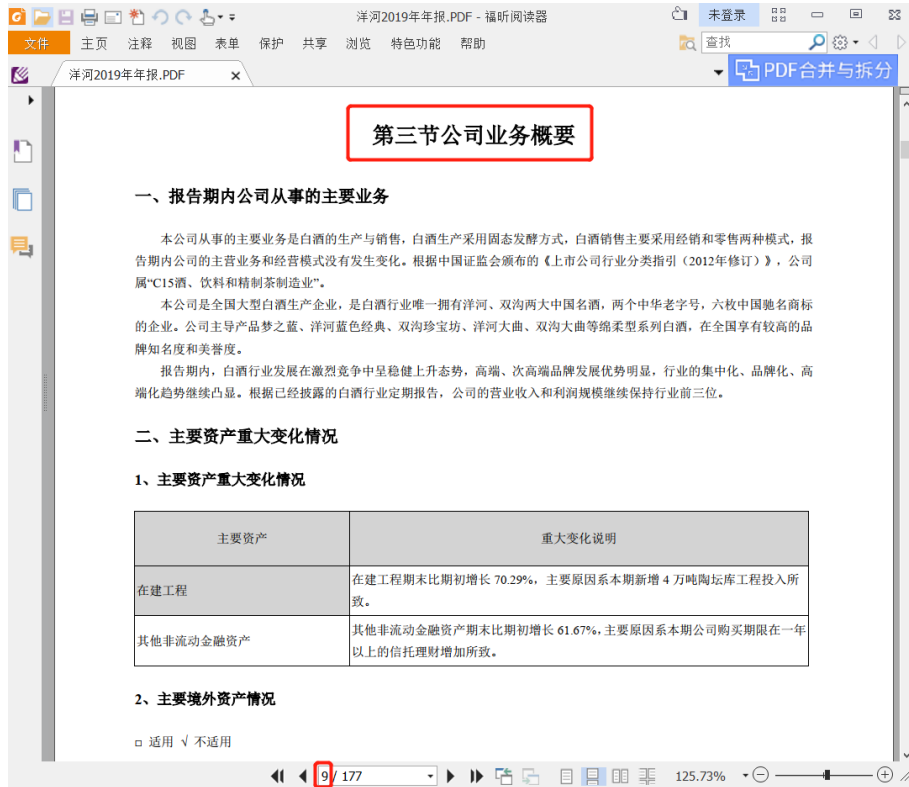 洋河2019年年报.PDF - 福昕阅读器
未登录
文件 主页 注释 视图 表单 保护 共享 浏览 特色功能 帮助
查找
洋河2019年年报.PDF x
PDF合并与拆分
第三节公司业务概要
一、报告期内公司从事的主要业务
本公司从事的主要业务是白酒的生产与销售，白酒生产采用固态发酵方式，白酒销售主要采用经销和零售两种模式，报
告期内公司的主营业务和经营模式没有发生变化。根据中国证监会颁布的《上市公司行业分类指引（2012年修订）》，公司
属“C15酒、饮料和精制茶制造业”。
本公司是全国大型白酒生产企业，是白酒行业唯一拥有洋河、双沟两大中国名酒，两个中华老字号，六枚中国驰名商标
的企业。公司主导产品梦之蓝、洋河蓝色经典、双沟珍宝坊、洋河大曲、双沟大曲等绵柔型系列白酒，在全国享有较高的品
牌知名度和美誉度。
报告期内，白酒行业发展在激烈竞争中呈稳健上升态势，高端、次高端品牌发展优势明显，行业的集中化、品牌化、高
端化趋势继续凸显。根据已经披露的白酒行业定期报告，公司的营业收入和利润规模继续保持行业前三位。
二、主要资产重大变化情况
1、主要资产重大变化情况
主要资产 重大变化说明
在建工程 在建工程期末比期初增长 70.29%，主要原因系本期新增 4 万吨陶坛库工程投入所
致。
其他非流动金融资产 其他非流动金融资产期末比期初增长 61.67%，主要原因系本期公司购买期限在一年
以上的信托理财增加所致。
2、主要境外资产情况
□ 适用 √ 不适用
9 / 177
125.73%